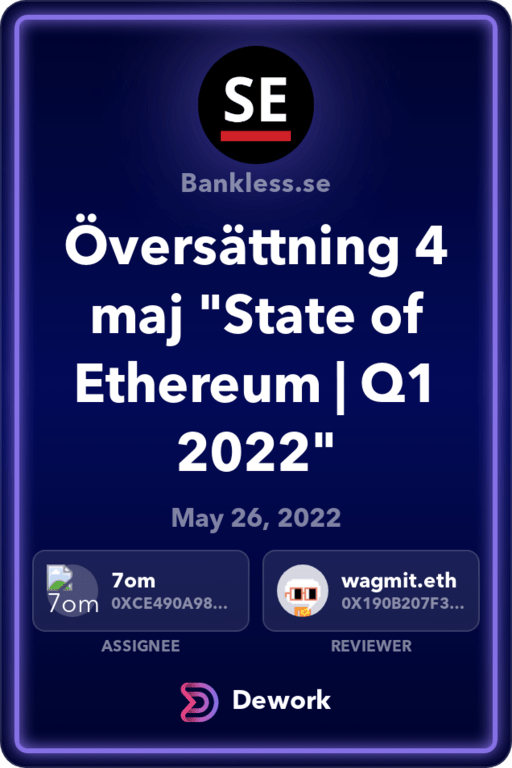 SE
Bankless.se
Översättning 4
maj "State of
Ethereum | Q1
2022"
May 26, 2022
7om
7om
0XCE490A98...
wagmit.eth
0X190B207F3...
ASSIGNEE
REVIEWER
Dework